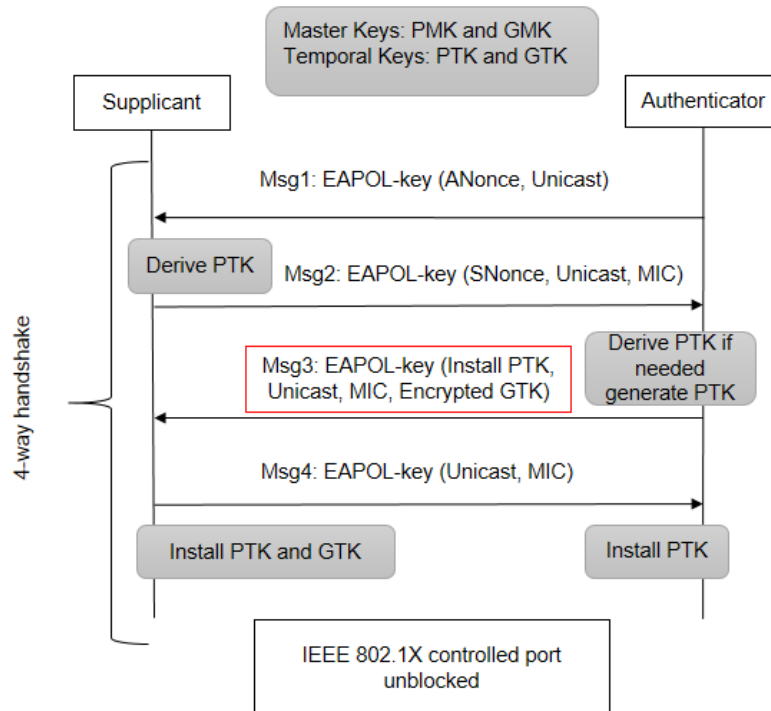 Master Keys: PMK and GMK
Temporal Keys: PTK and GTK
Supplicant
Authenticator
Msg1: EAPOL-key (ANonce, Unicast)
Derive PTK
Msg2: EAPOL-key (SNonce, Unicast, MIC)
Derive PTK if
needed
generate PTK
Msg3: EAPOL-key (Install PTK,
Unicast, MIC, Encrypted GTK)
4-way handshake
Msg4: EAPOL-key (Unicast, MIC)
Install PTK and GTK
Install PTK
IEEE 802.1X controlled port
unblocked